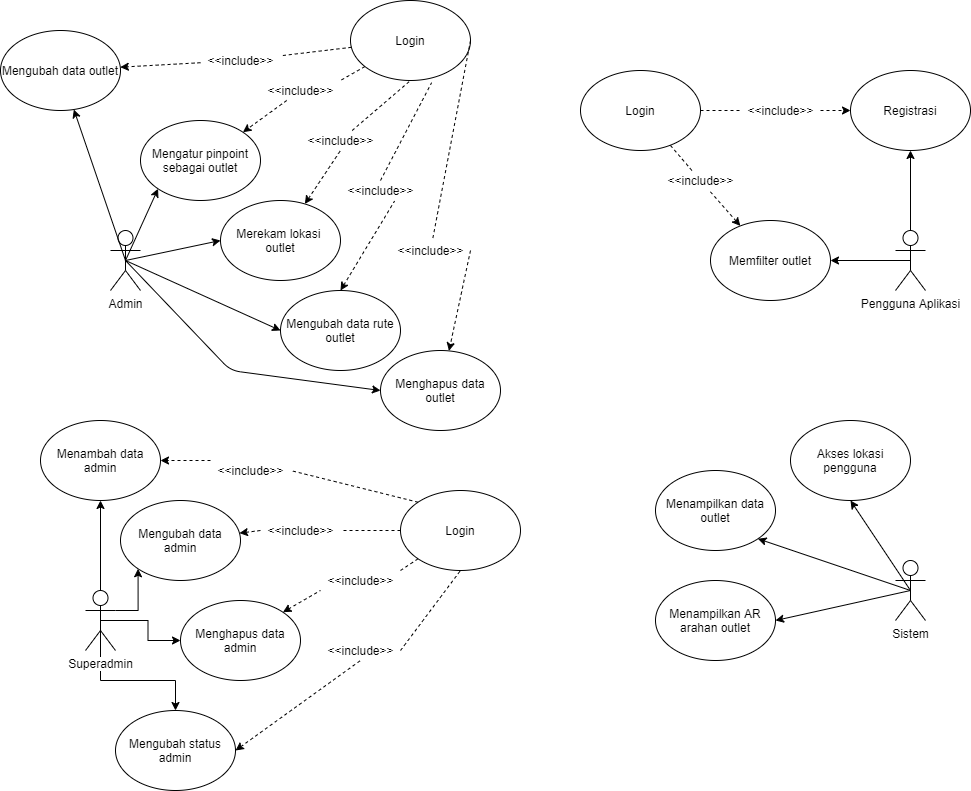 Login
Mengubah data outlet
<<include>>
<<include>>
Mengatur pinpoint
sebagai outlet
<<include>>
<<include>>
Merekam lokasi
outlet
<<include>>
Admin
Mengubah data rute
outlet
Menghapus data
outlet
Login
<<include>>
Registrasi
<<include>>
Memfilter outlet
Pengguna Aplikasi
Menambah data
admin
<<include>>
Mengubah data
admin
<<include>>
Login
<<include>>
Menghapus data
admin
Superadmin
<<include>>
Mengubah status
admin
Akses lokasi
pengguna
Menampilkan data
outlet
Menampilkan AR
arahan outlet
Sistem